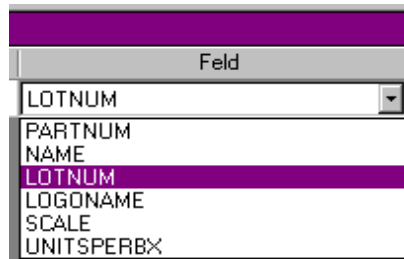 Feld
LOTNUM
PARTNUM
NAME
LOTNUM
LOGONAME
SCALE
UNITSPERBX